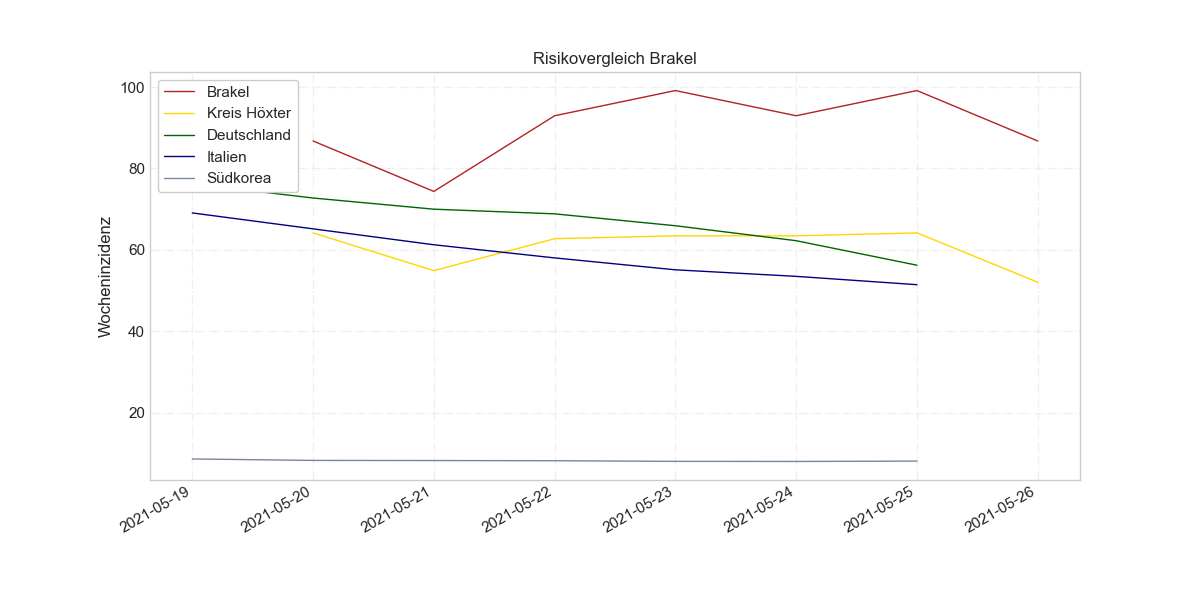 Risikovergleich Brakel
Brakel
Kreis Höxter
Deutschland
Italien
Südkorea
Wocheninzidenz
100
80
60
40
20
2021-05-19
2021-05-20
2021-05-21
2021-05-22
2021-05-23
2021-05-24
2021-05-25
2021-05-26